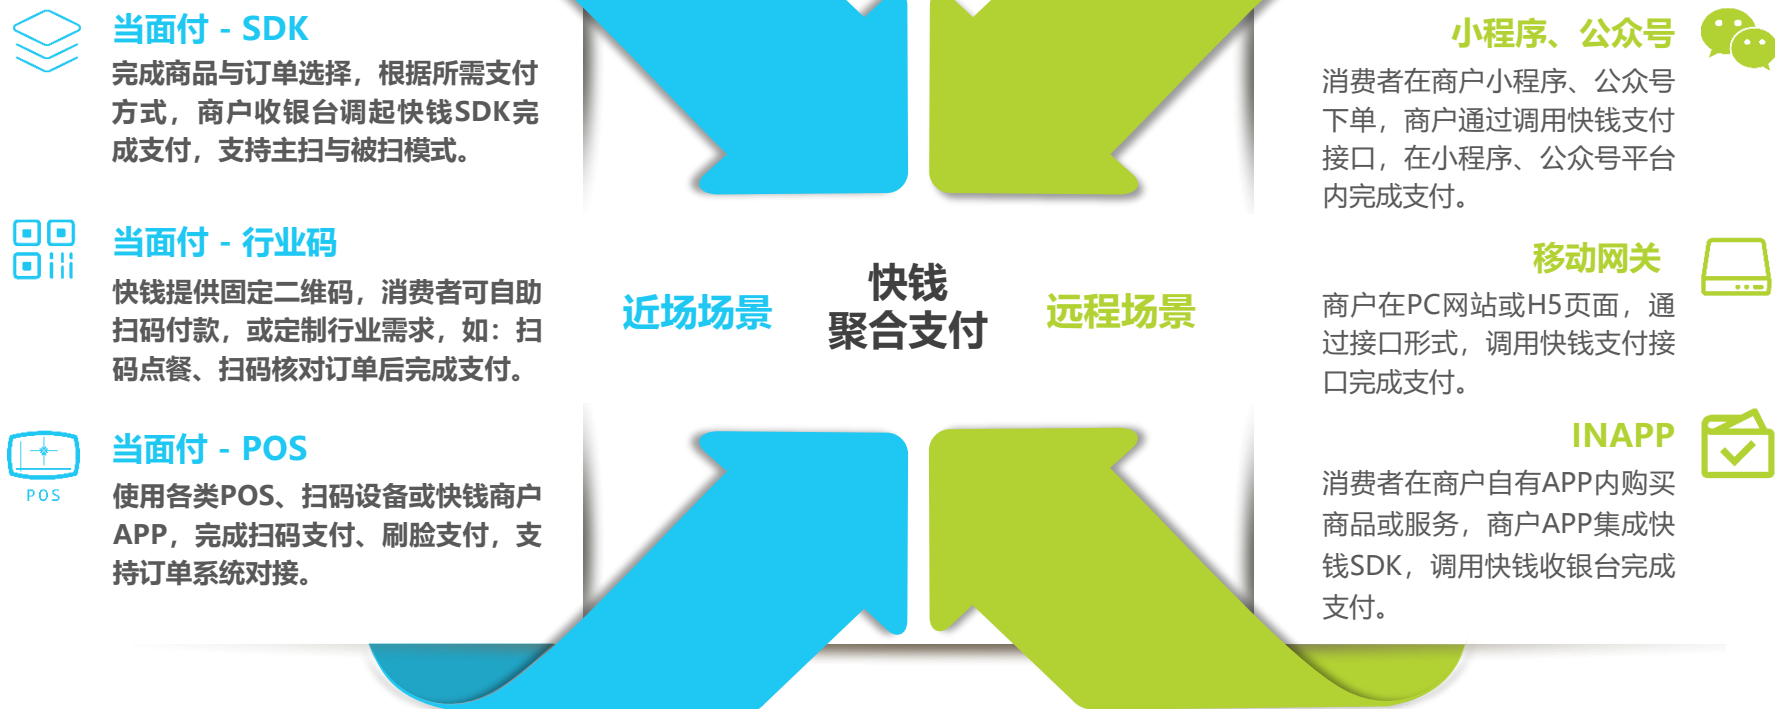 当面付 - SDK
完成商品与订单选择，根据所需支付
方式，商户收银台调起快钱SDK完
成支付，支持主扫与被扫模式。
当面付 - 行业码
快钱提供固定二维码，消费者可自助
扫码付款，或定制行业需求，如：扫
码点餐、扫码核对订单后完成支付。
当面付 - POS
POS
使用各类POS、扫码设备或快钱商户
APP，完成扫码支付、刷脸支付，支
持订单系统对接。
近场场景
快钱
聚合支付
远程场景
小程序、公众号
消费者在商户小程序、公众号
下单，商户通过调用快钱支付
接口，在小程序、公众号平台
内完成支付。
移动网关
商户在PC网站或H5页面，通
过接口形式，调用快钱支付接
口完成支付。
INAPP
消费者在商户自有APP内购买
商品或服务，商户APP集成快
钱SDK，调用快钱收银台完成
支付。